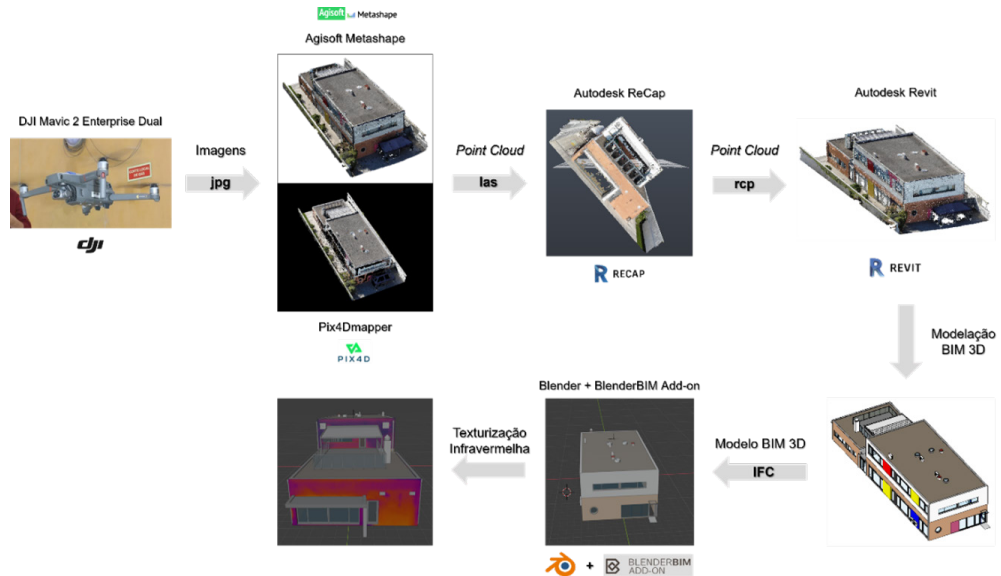 Agisoft Metashape
Agisoft Metashape
DJI Mavic 2 Enterprise Dual
dji
Imagens
jpg
Pix4Dmapper
PIX4D
Point Cloud
las
Autodesk ReCap
R RECAP
Point Cloud
rcp
Autodesk Revit
R REVIT
Modelação
BIM 3D
Modelo BIM 3D
IFC
Blender + BlenderBIM Add-on
+
BLENDERBIM
ADD-ON
Texturização
Infravermelha